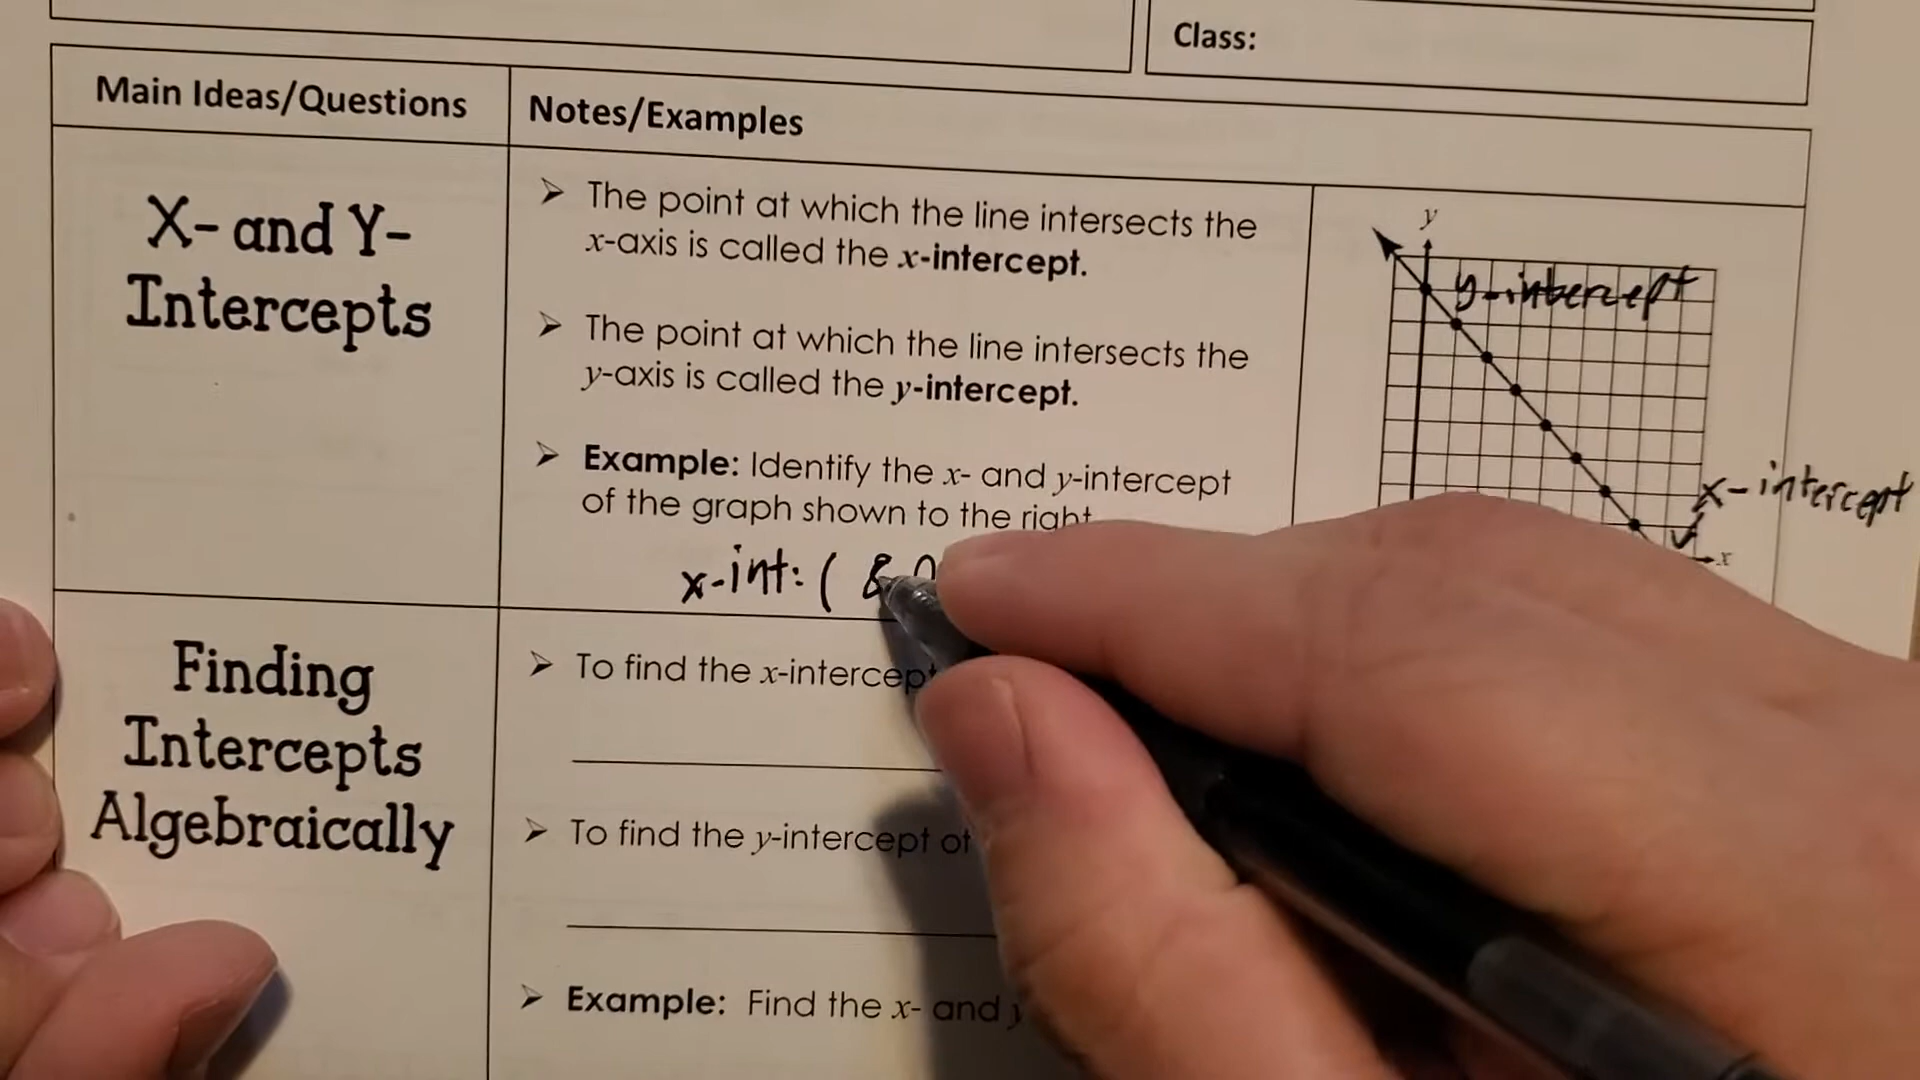 Class:
Main Ideas/Questions
Notes/Examples
X- and Y-
Intercepts
➤ The point at which the line intersects the
x-axis is called the x-intercept.
➤ The point at which the line intersects the
y-axis is called the y-intercept.
➤ Example: Identify the x- and y-intercept
of the graph shown to the right.
x-int: ( 8
y
y-intercept
x-intercept
x
Finding
Intercepts
Algebraically
➤ To find the x-intercept
➤ To find the y-intercept of
➤ Example: Find the x- and y